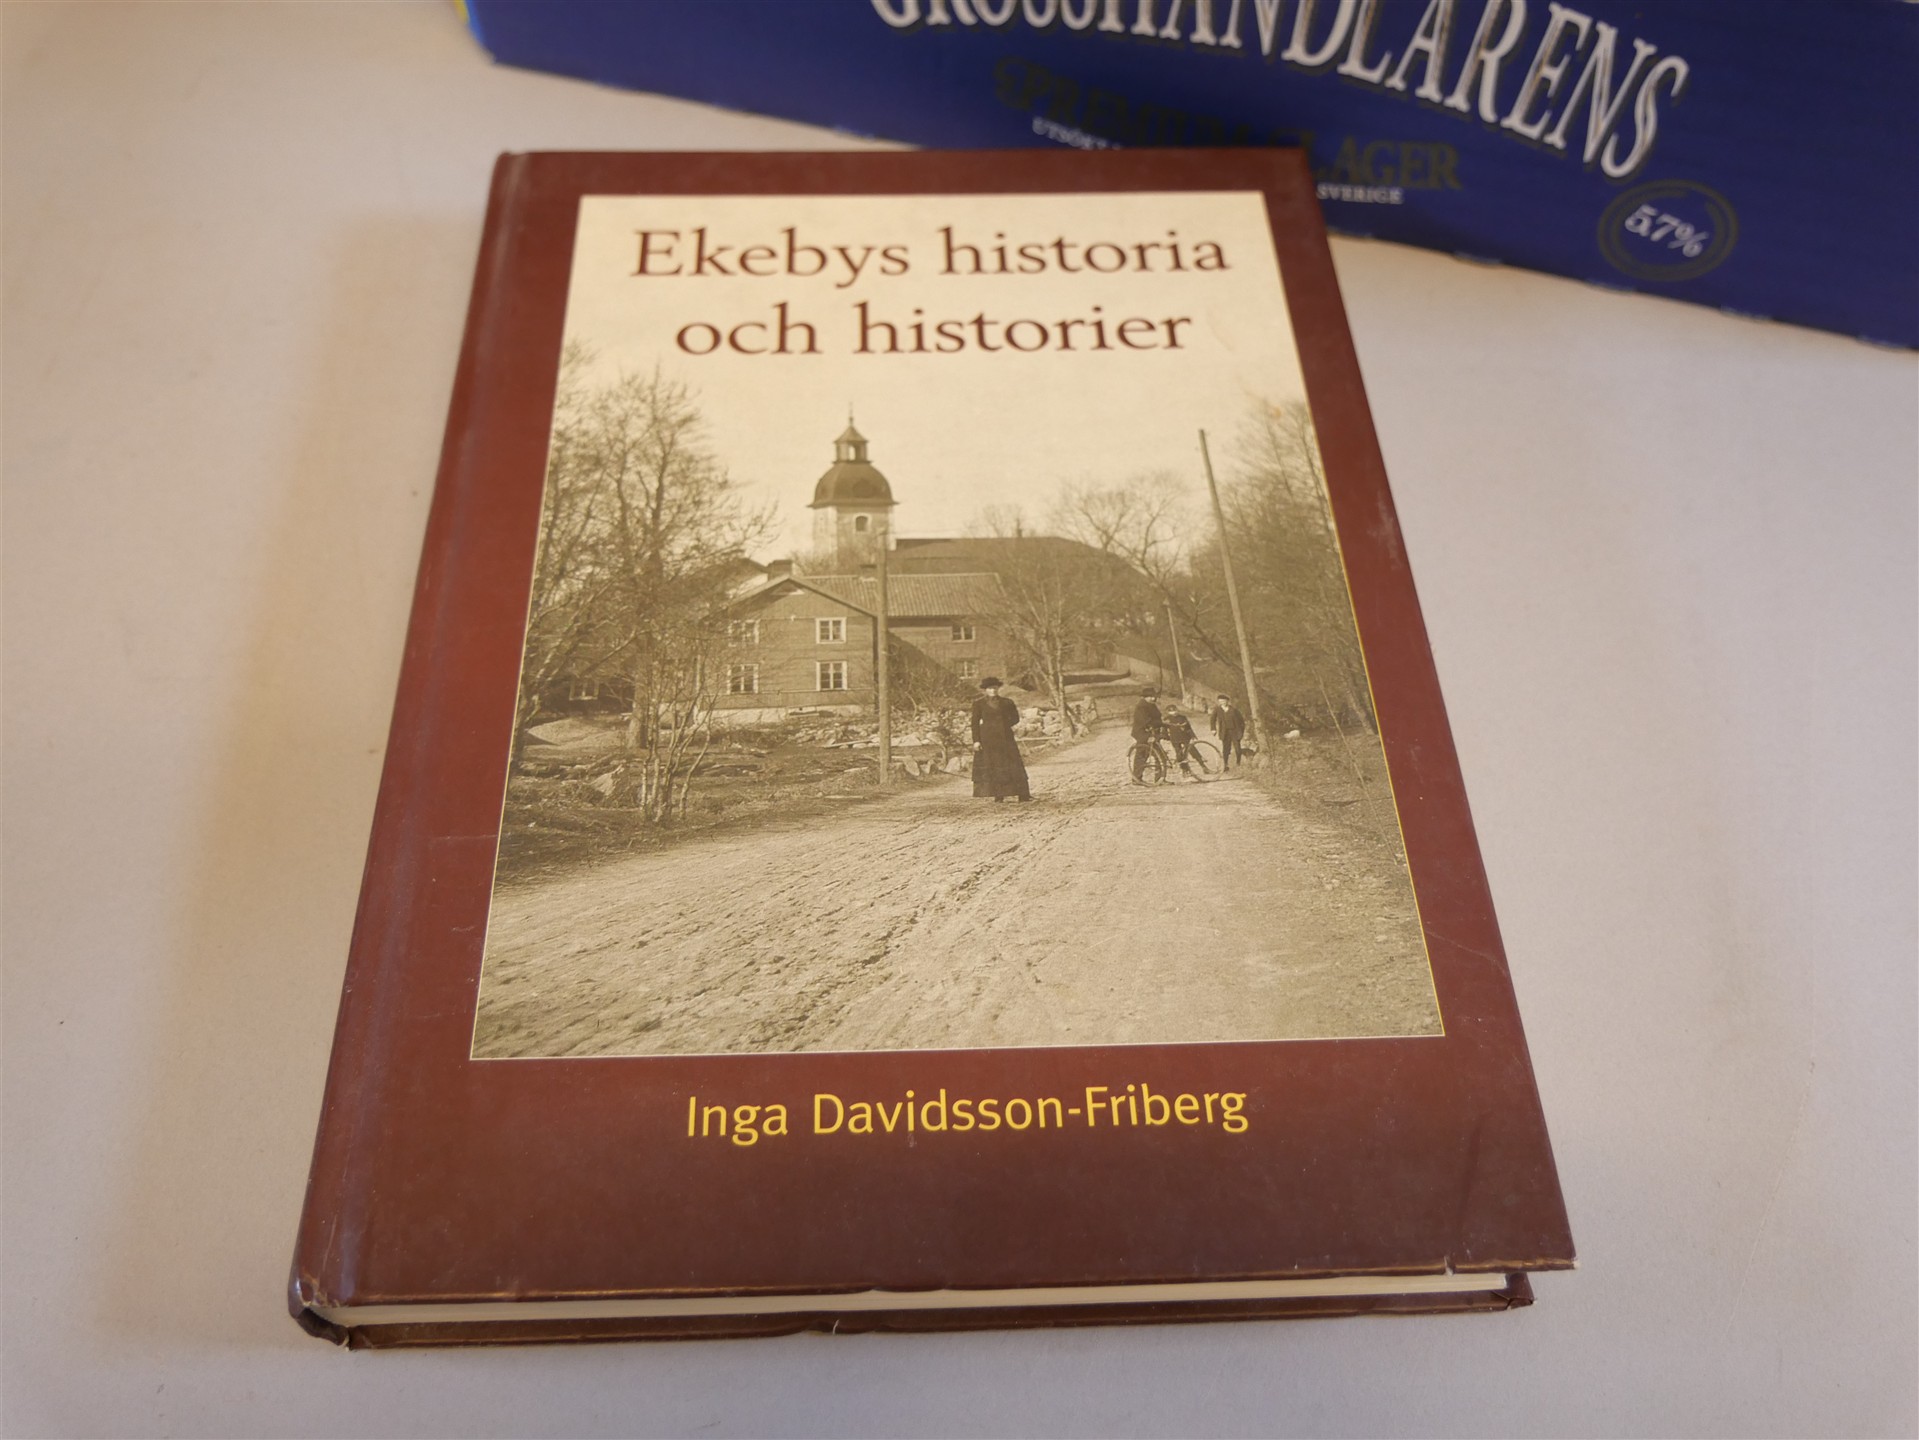 GROSSHANDLARENS
PREMIUM LAGER
SVERIGE
5,7%
Ekebys historia
och historier
Inga Davidsson-Friberg